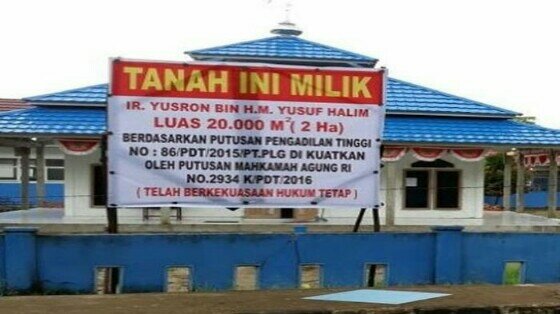 TANAH INI MILIK
IR. YUSRON BIN H.M. YUSUF HALIM
LUAS 20.000 M² ( 2 Ha)
BERDASARKAN PUTUSAN PENGADILAN TINGGI
NO : 86/PDT/2015/PT.PLG DI KUATKAN
OLEH PUTUSAN MAHKAMAH AGUNG RI
NO.2934 K/PDT/2016
( TELAH BERKEKUASAAN HUKUM TETAP )